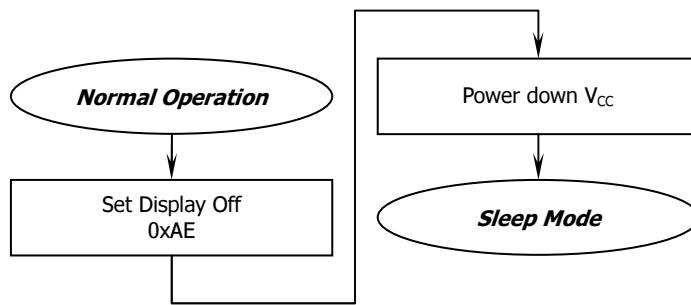 Normal Operation
Set Display Off
0xAE
Power down VCC
Sleep Mode